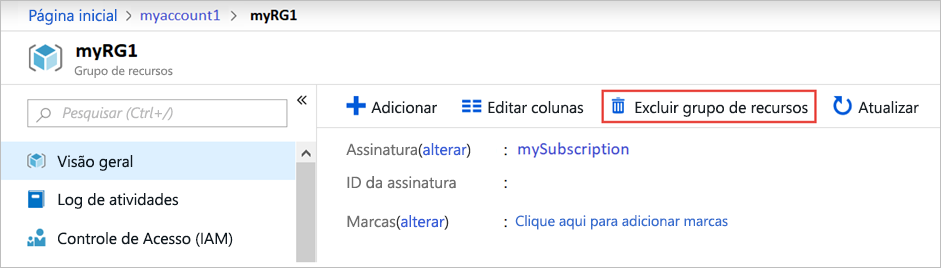 Página inicial > myaccount1 > myRG1
myRG1
Grupo de recursos
Pesquisar (Ctrl+/)
«
Visão geral
Log de atividades
Controle de Acesso (IAM)
Adicionar Editar colunas Excluir grupo de recursos Atualizar
Assinatura(alterar) : mySubscription
ID da assinatura :
Marcas(alterar) : Clique aqui para adicionar marcas